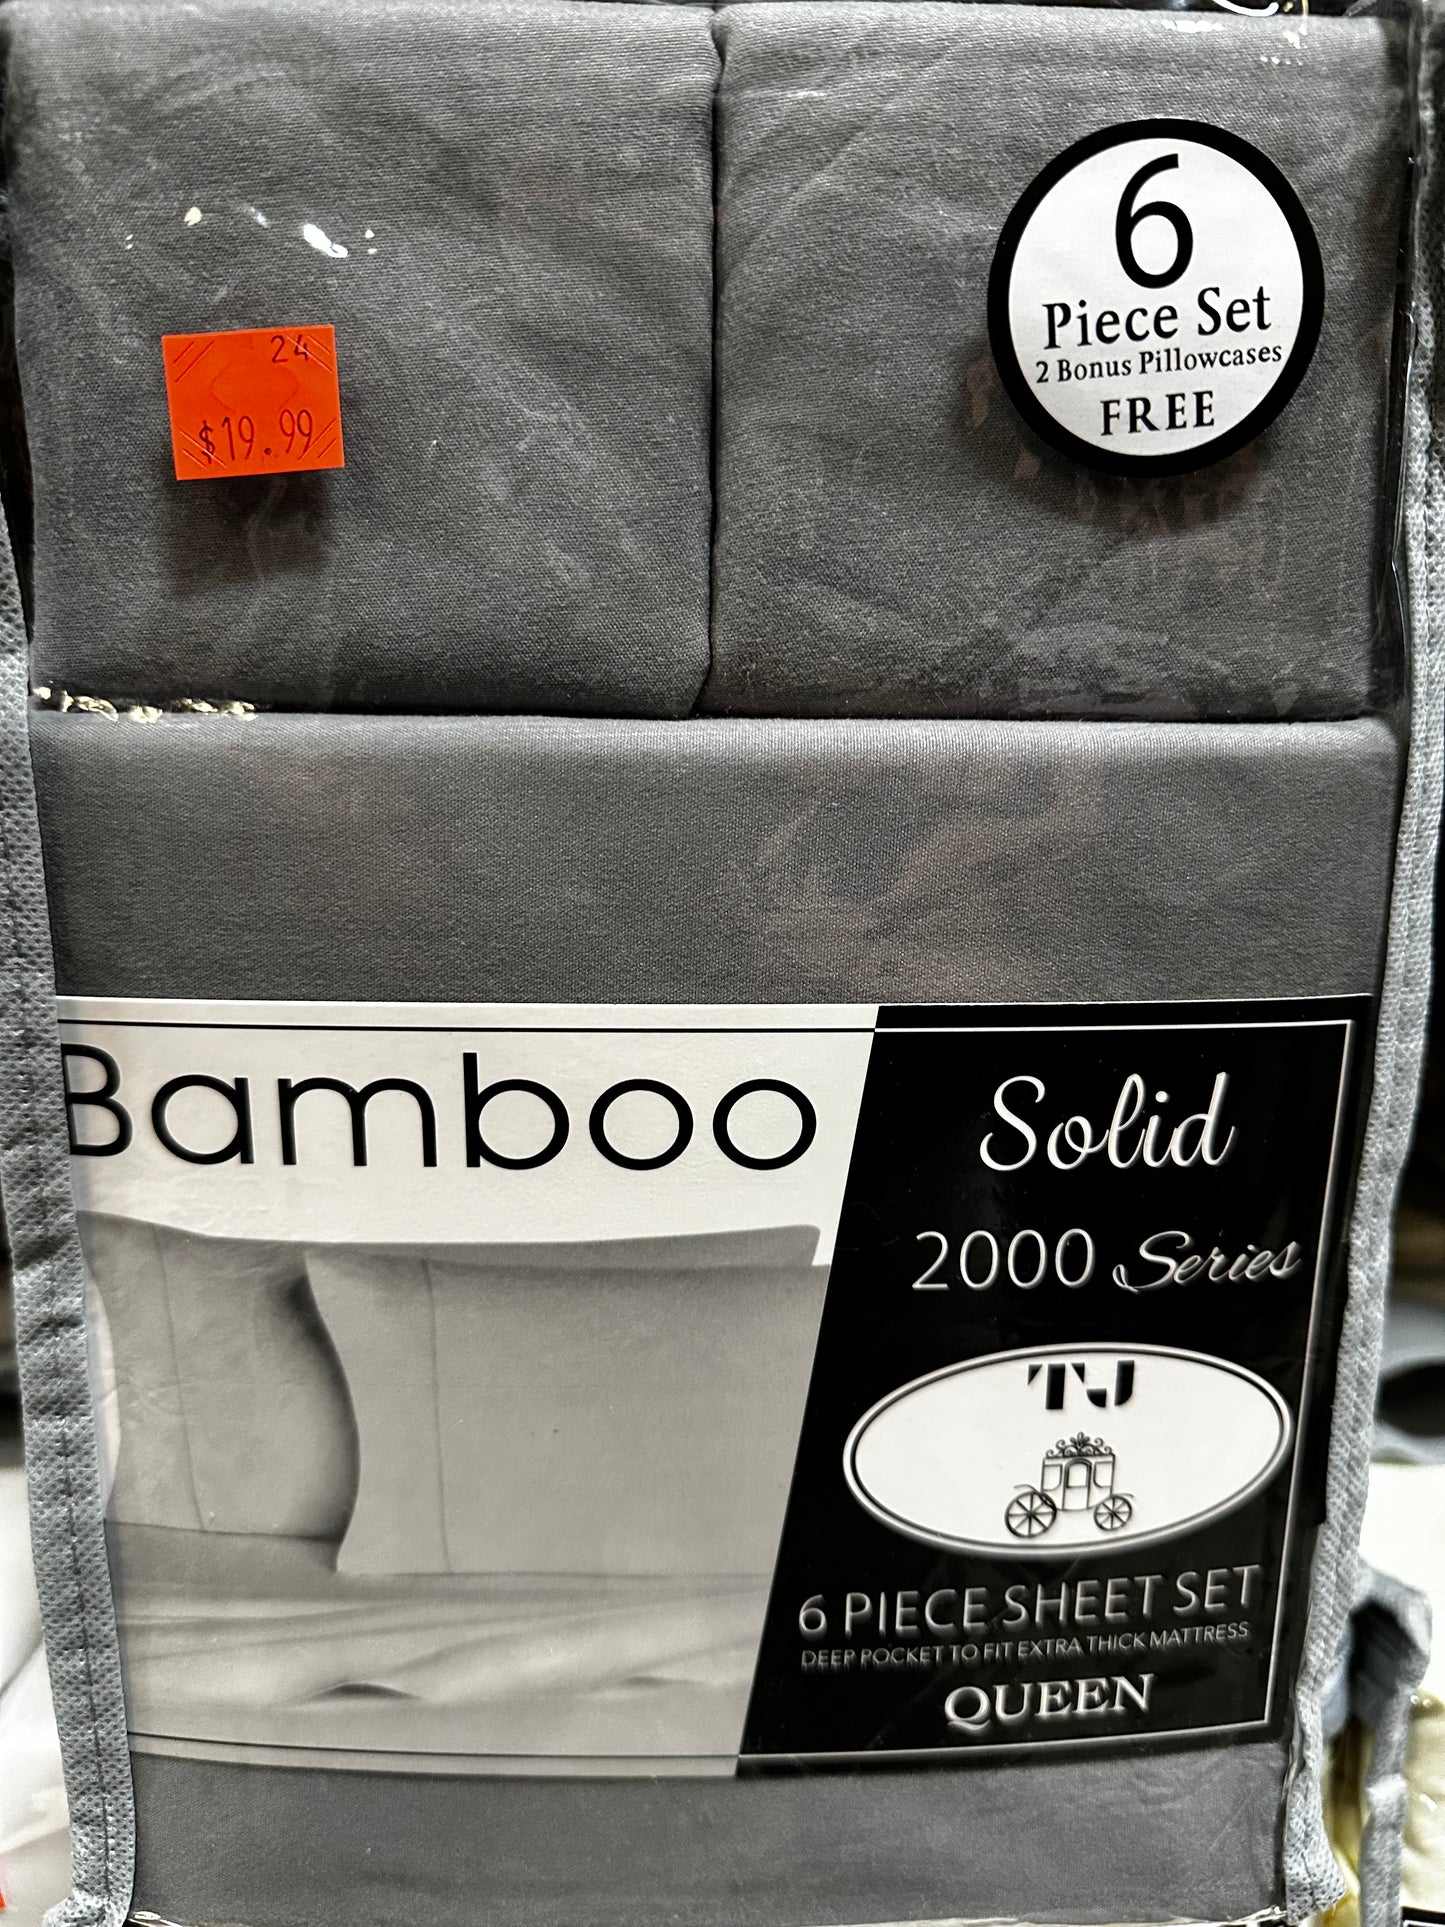 24
$19.99
6
Piece Set
2 Bonus Pillowcases
FREE
Bamboo
Solid
2000 Series
TJ
6 PIECE SHEET SET
DEEP POCKET TO FIT EXTRA THICK MATTRESS
QUEEN